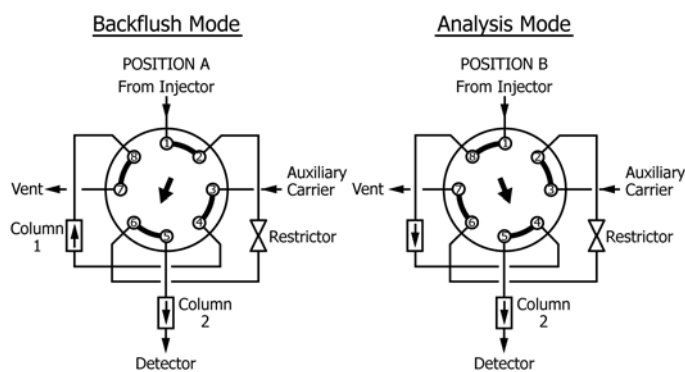 Backflush Mode
POSITION A
From Injector
1
2
3
4
5
6
7
8
Vent
Auxiliary
Carrier
Column
1
Restrictor
Column
2
Detector
Analysis Mode
POSITION B
From Injector
1
2
3
4
5
6
7
8
Vent
Auxiliary
Carrier
Restrictor
Column
2
Detector